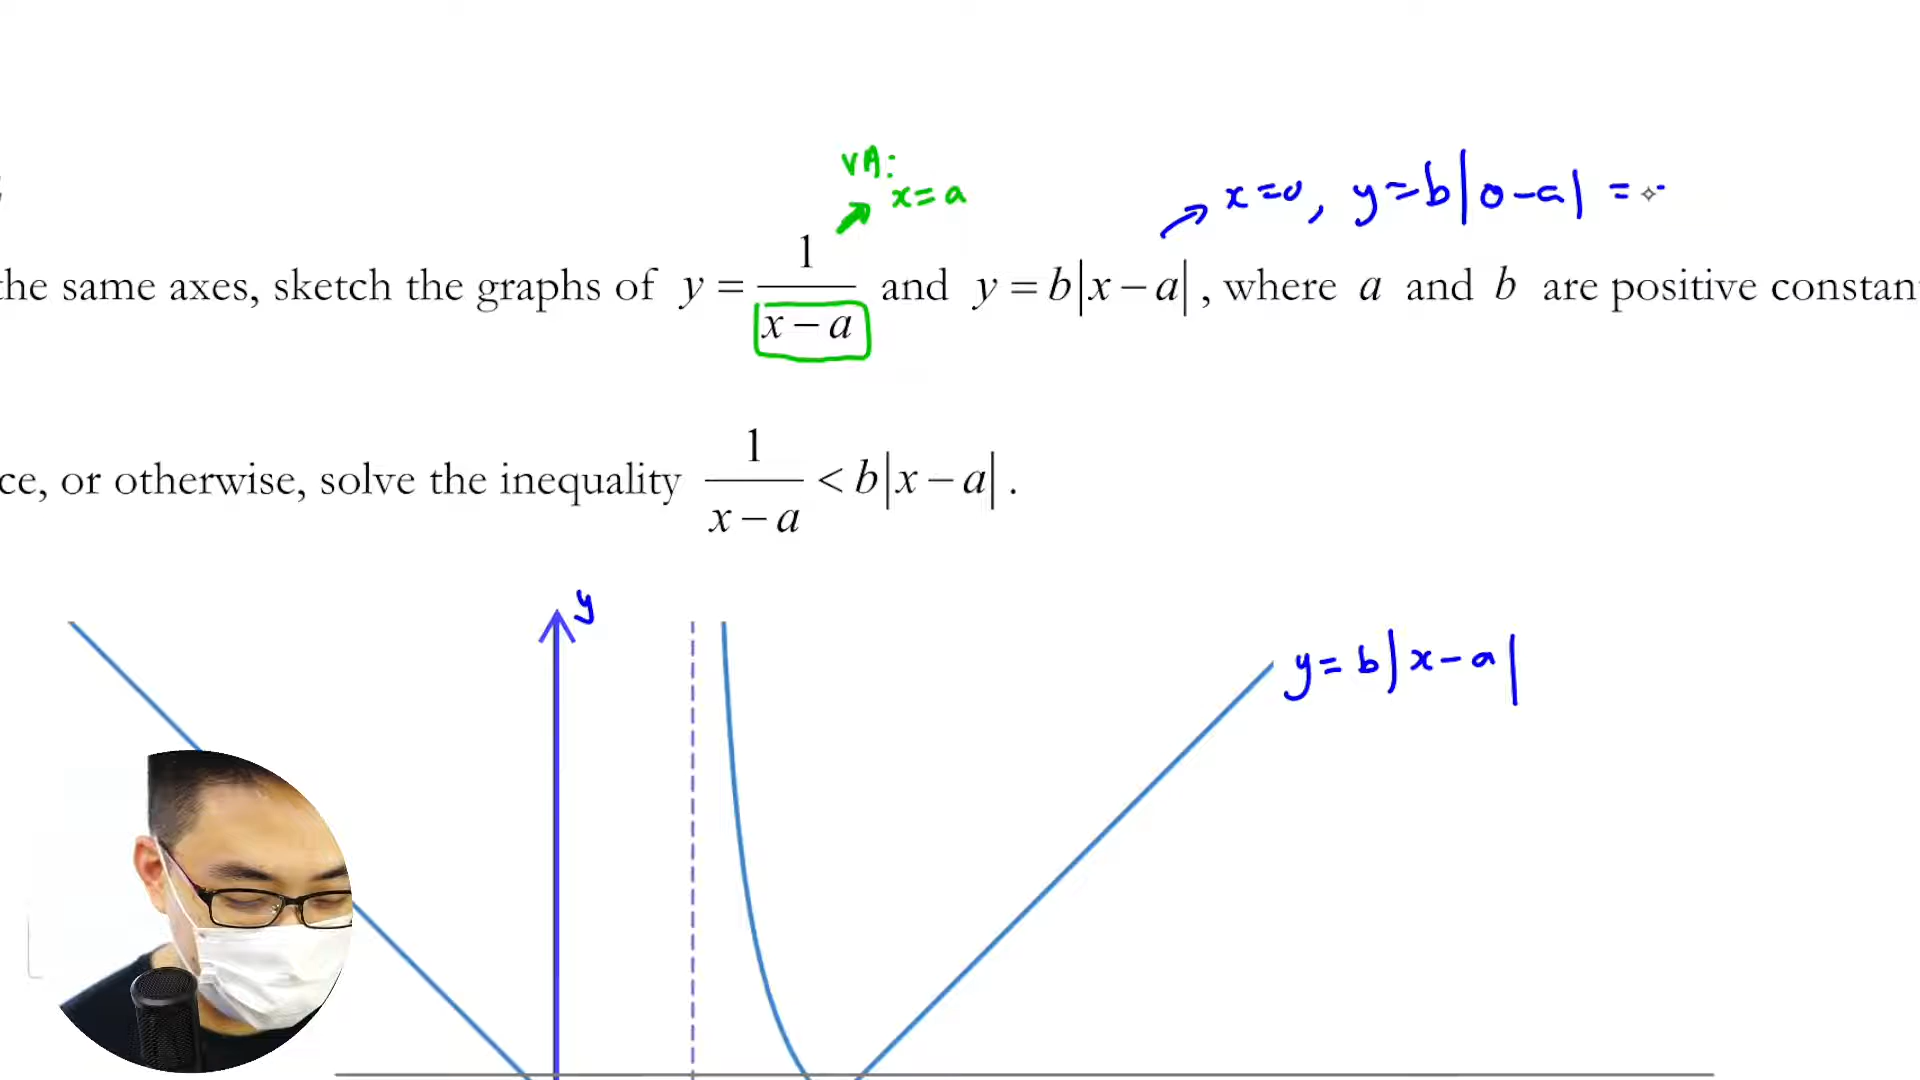 VA:
x = a
x = 0, y = b|0 - a| =
the same axes, sketch the graphs of y = 1/(x − a) and y = b|x − a|, where a and b are positive constan
ce, or otherwise, solve the inequality 1/(x − a) < b|x − a|.
y
y = b|x - a|